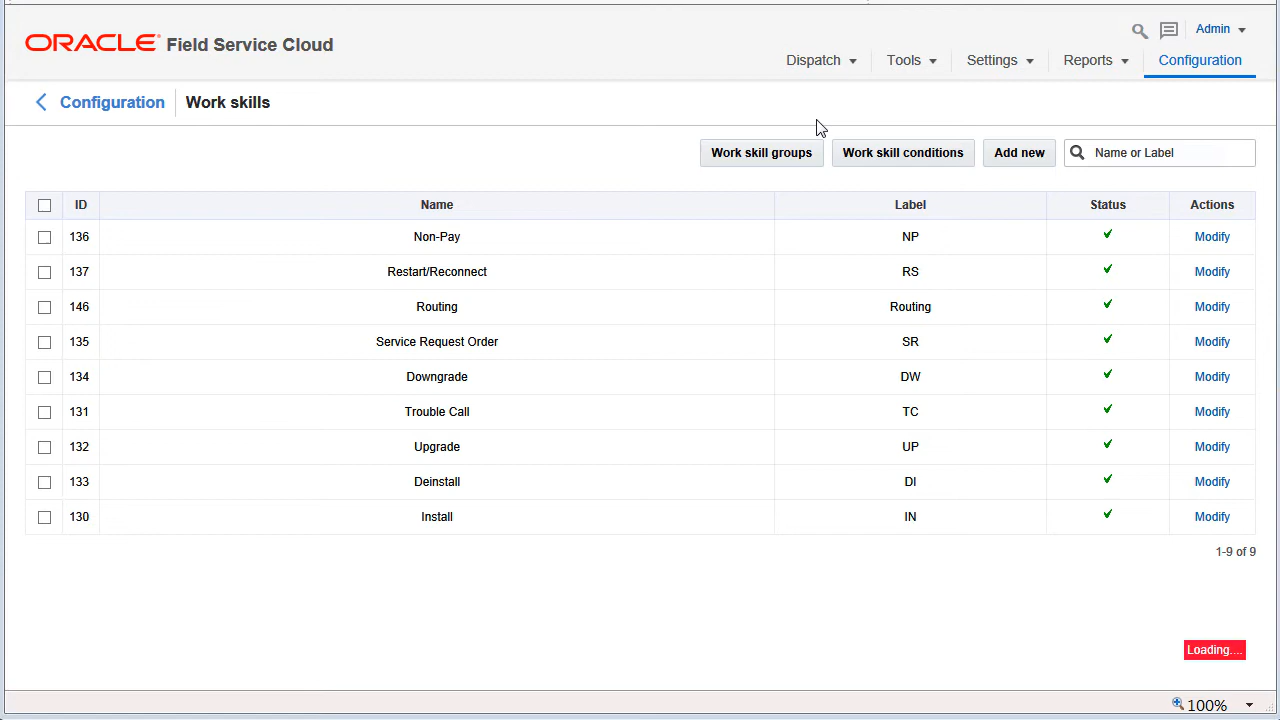 ORACLE Field Service Cloud
Admin
Dispatch Tools Settings Reports Configuration
Configuration Work skills
Work skill groups Work skill conditions Add new Name or Label
ID Name Label Status Actions
136 Non-Pay NP Modify
137 Restart/Reconnect RS Modify
146 Routing Routing Modify
135 Service Request Order SR Modify
134 Downgrade DW Modify
131 Trouble Call TC Modify
132 Upgrade UP Modify
133 Deinstall DI Modify
130 Install IN Modify
1-9 of 9
Loading....
100%